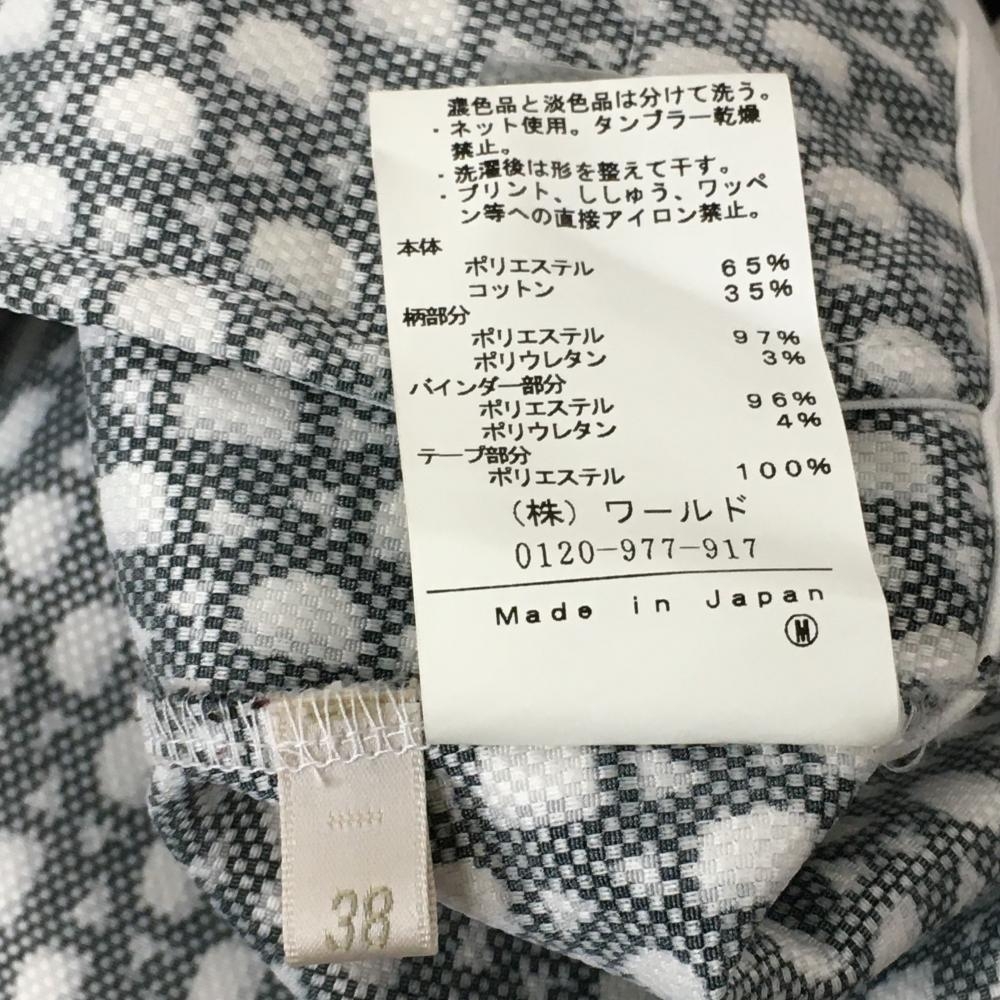 濃色品と淡色品は分けて洗う。
・ネット使用。タンブラー乾燥
禁止。
・洗濯後は形を整えて干す。
・プリント、ししゅう、ワッペ
ン等への直接アイロン禁止。
本体
ポリエステル 65%
コットン 35%
柄部分
ポリエステル 97%
ポリウレタン 3%
バインダー部分
ポリエステル 96%
ポリウレタン 4%
テープ部分
ポリエステル 100%
(株)ワールド
0120-977-917
Made in Japan
Ⓜ
38